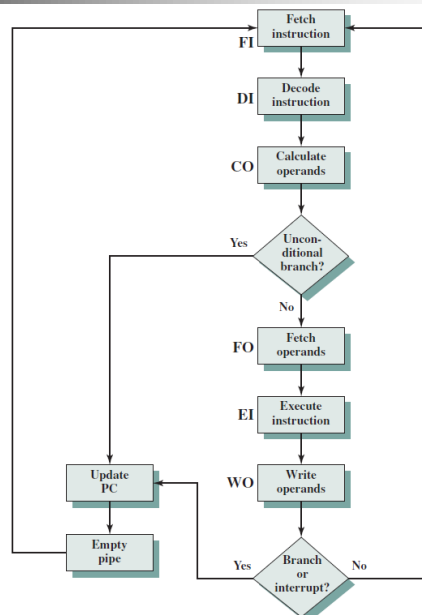 Fetch
instruction
FI
Decode
instruction
DI
Calculate
operands
CO
Yes
Uncon-
ditional
branch?
No
Fetch
operands
FO
Execute
instruction
EI
Update
PC
Write
operands
WO
Empty
pipe
Yes
Branch
or
interrupt?
No